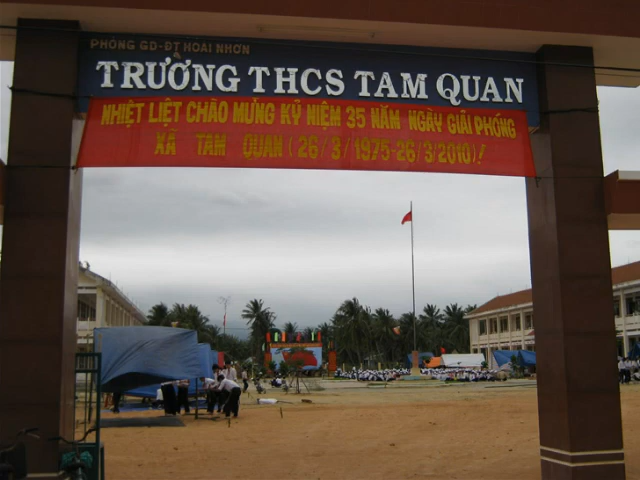 PHÒNG GD-ĐT HOÀI NHƠN
TRƯỜNG THCS TAM QUAN
NHIỆT LIỆT CHÀO MỪNG KỶ NIỆM 35 NĂM NGÀY GIẢI PHÓNG
XÃ TAM QUAN (26/3/1975-26/3/2010)!